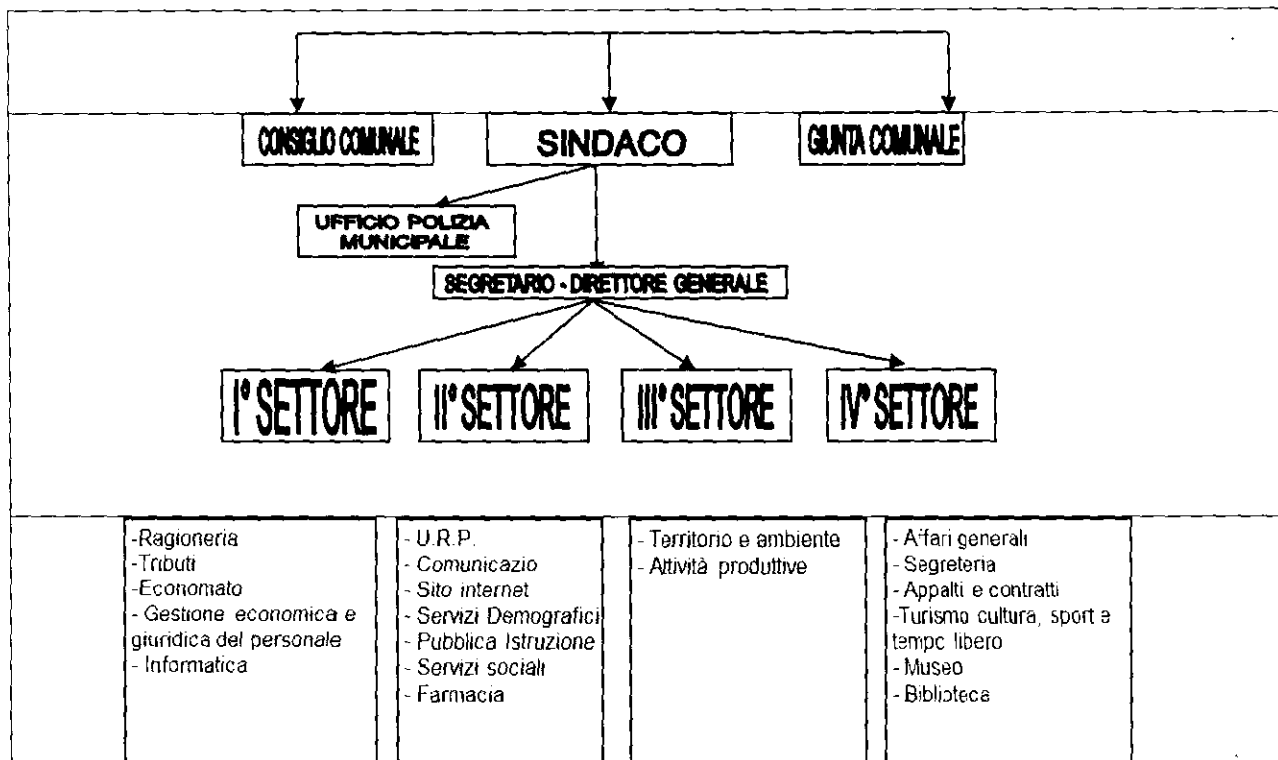 CONSIGLIO COMUNALE
SINDACO
GIUNTA COMUNALE
UFFICIO POLIZIA
MUNICIPALE
SEGRETARIO - DIRETTORE GENERALE
I° SETTORE
II° SETTORE
III° SETTORE
IV° SETTORE
-Ragioneria
-Tributi
-Economato
- Gestione economica e
giuridica del personale
- Informatica
- U.R.P.
- Comunicazio
- Sito internet
- Servizi Demografici
- Pubblica Istruzione
- Servizi sociali
- Farmacia
- Territorio e ambiente
- Attività produttive
- Affari generali
- Segreteria
- Appalti e contratti
-Turismo cultura, sport e
tempo libero
- Museo
- Biblioteca